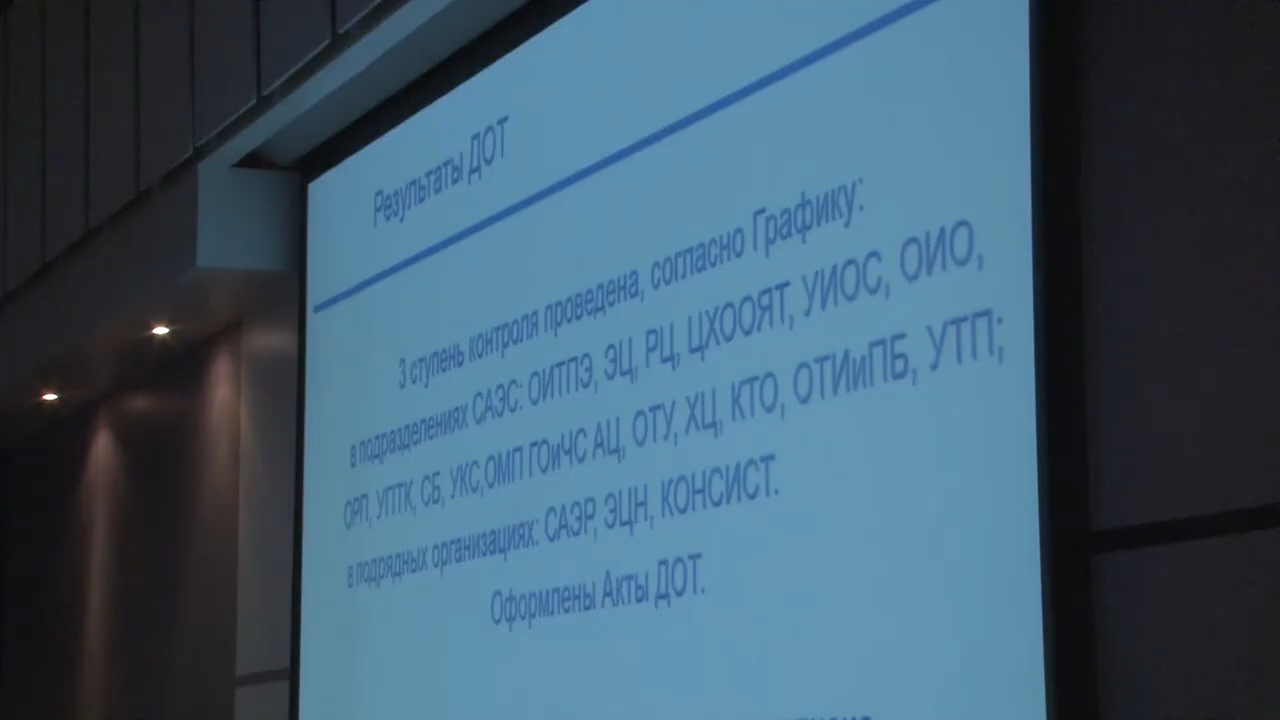 Результаты ДОТ
3 ступень контроля проведена, согласно Графику:
в подразделениях САЭС: ОИТПЭ, ЭЦ, РЦ, ЦХООЯТ, УИОС, ОИО,
ОРП, УПТК, СБ, УКС,ОМП ГОиЧС АЦ, ОТУ, ХЦ, КТО, ОТИиПБ, УТП;
в подрядных организациях: САЭР, ЭЦН, КОНСИСТ.
Оформлены Акты ДОТ.